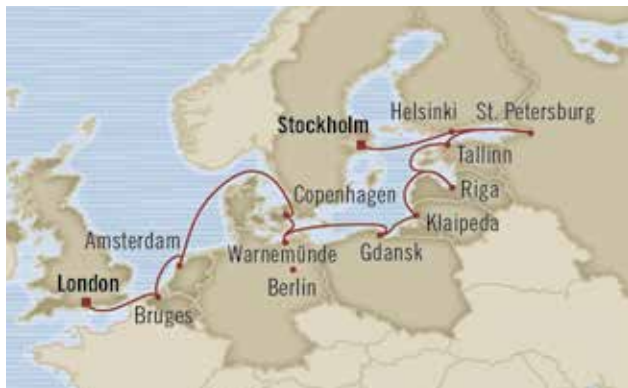 Helsinki
St. Petersburg
Stockholm
Tallinn
Copenhagen
Riga
Klaipeda
Amsterdam
Warnemünde
Gdansk
London
Berlin
Bruges